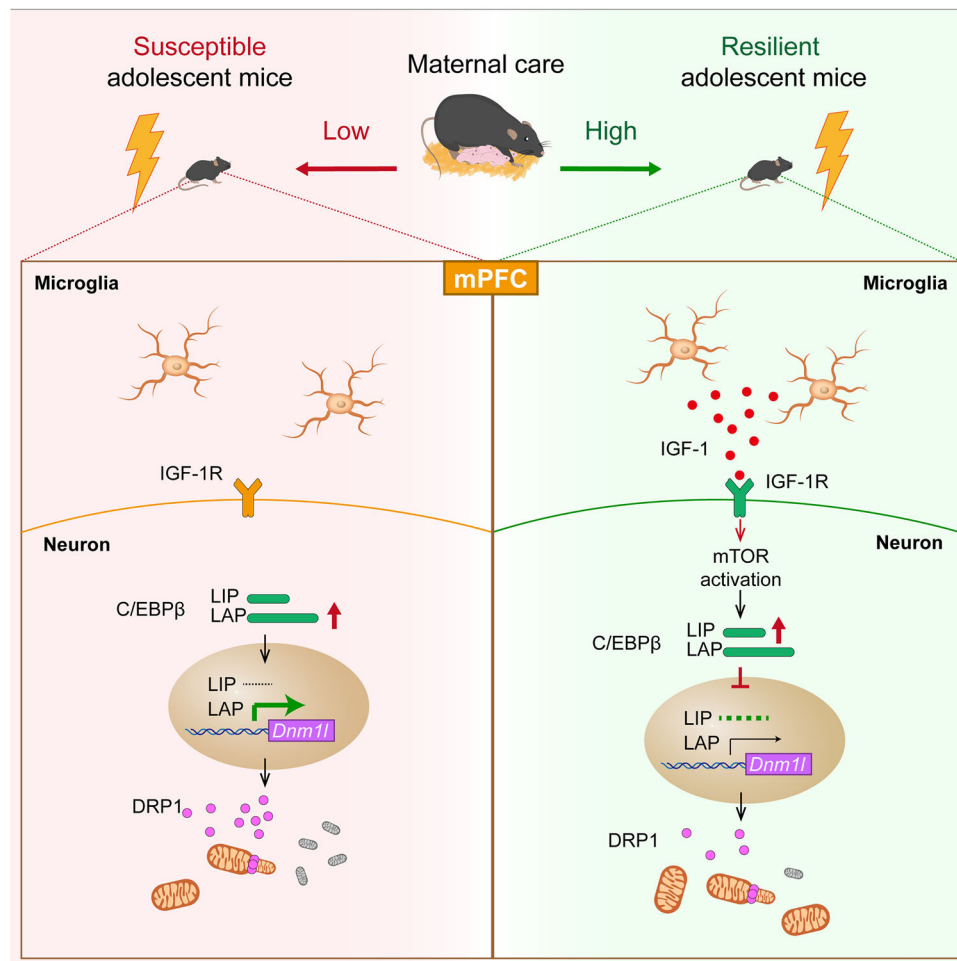 Susceptible
adolescent mice
Maternal care
Resilient
adolescent mice
Low
High
mPFC
Microglia
IGF-1R
Neuron
C/EBPβ
LIP
LAP
LIP
LAP
Dnm1l
DRP1
Microglia
IGF-1
IGF-1R
Neuron
mTOR
activation
C/EBPβ
LIP
LAP
LIP
LAP
Dnm1l
DRP1